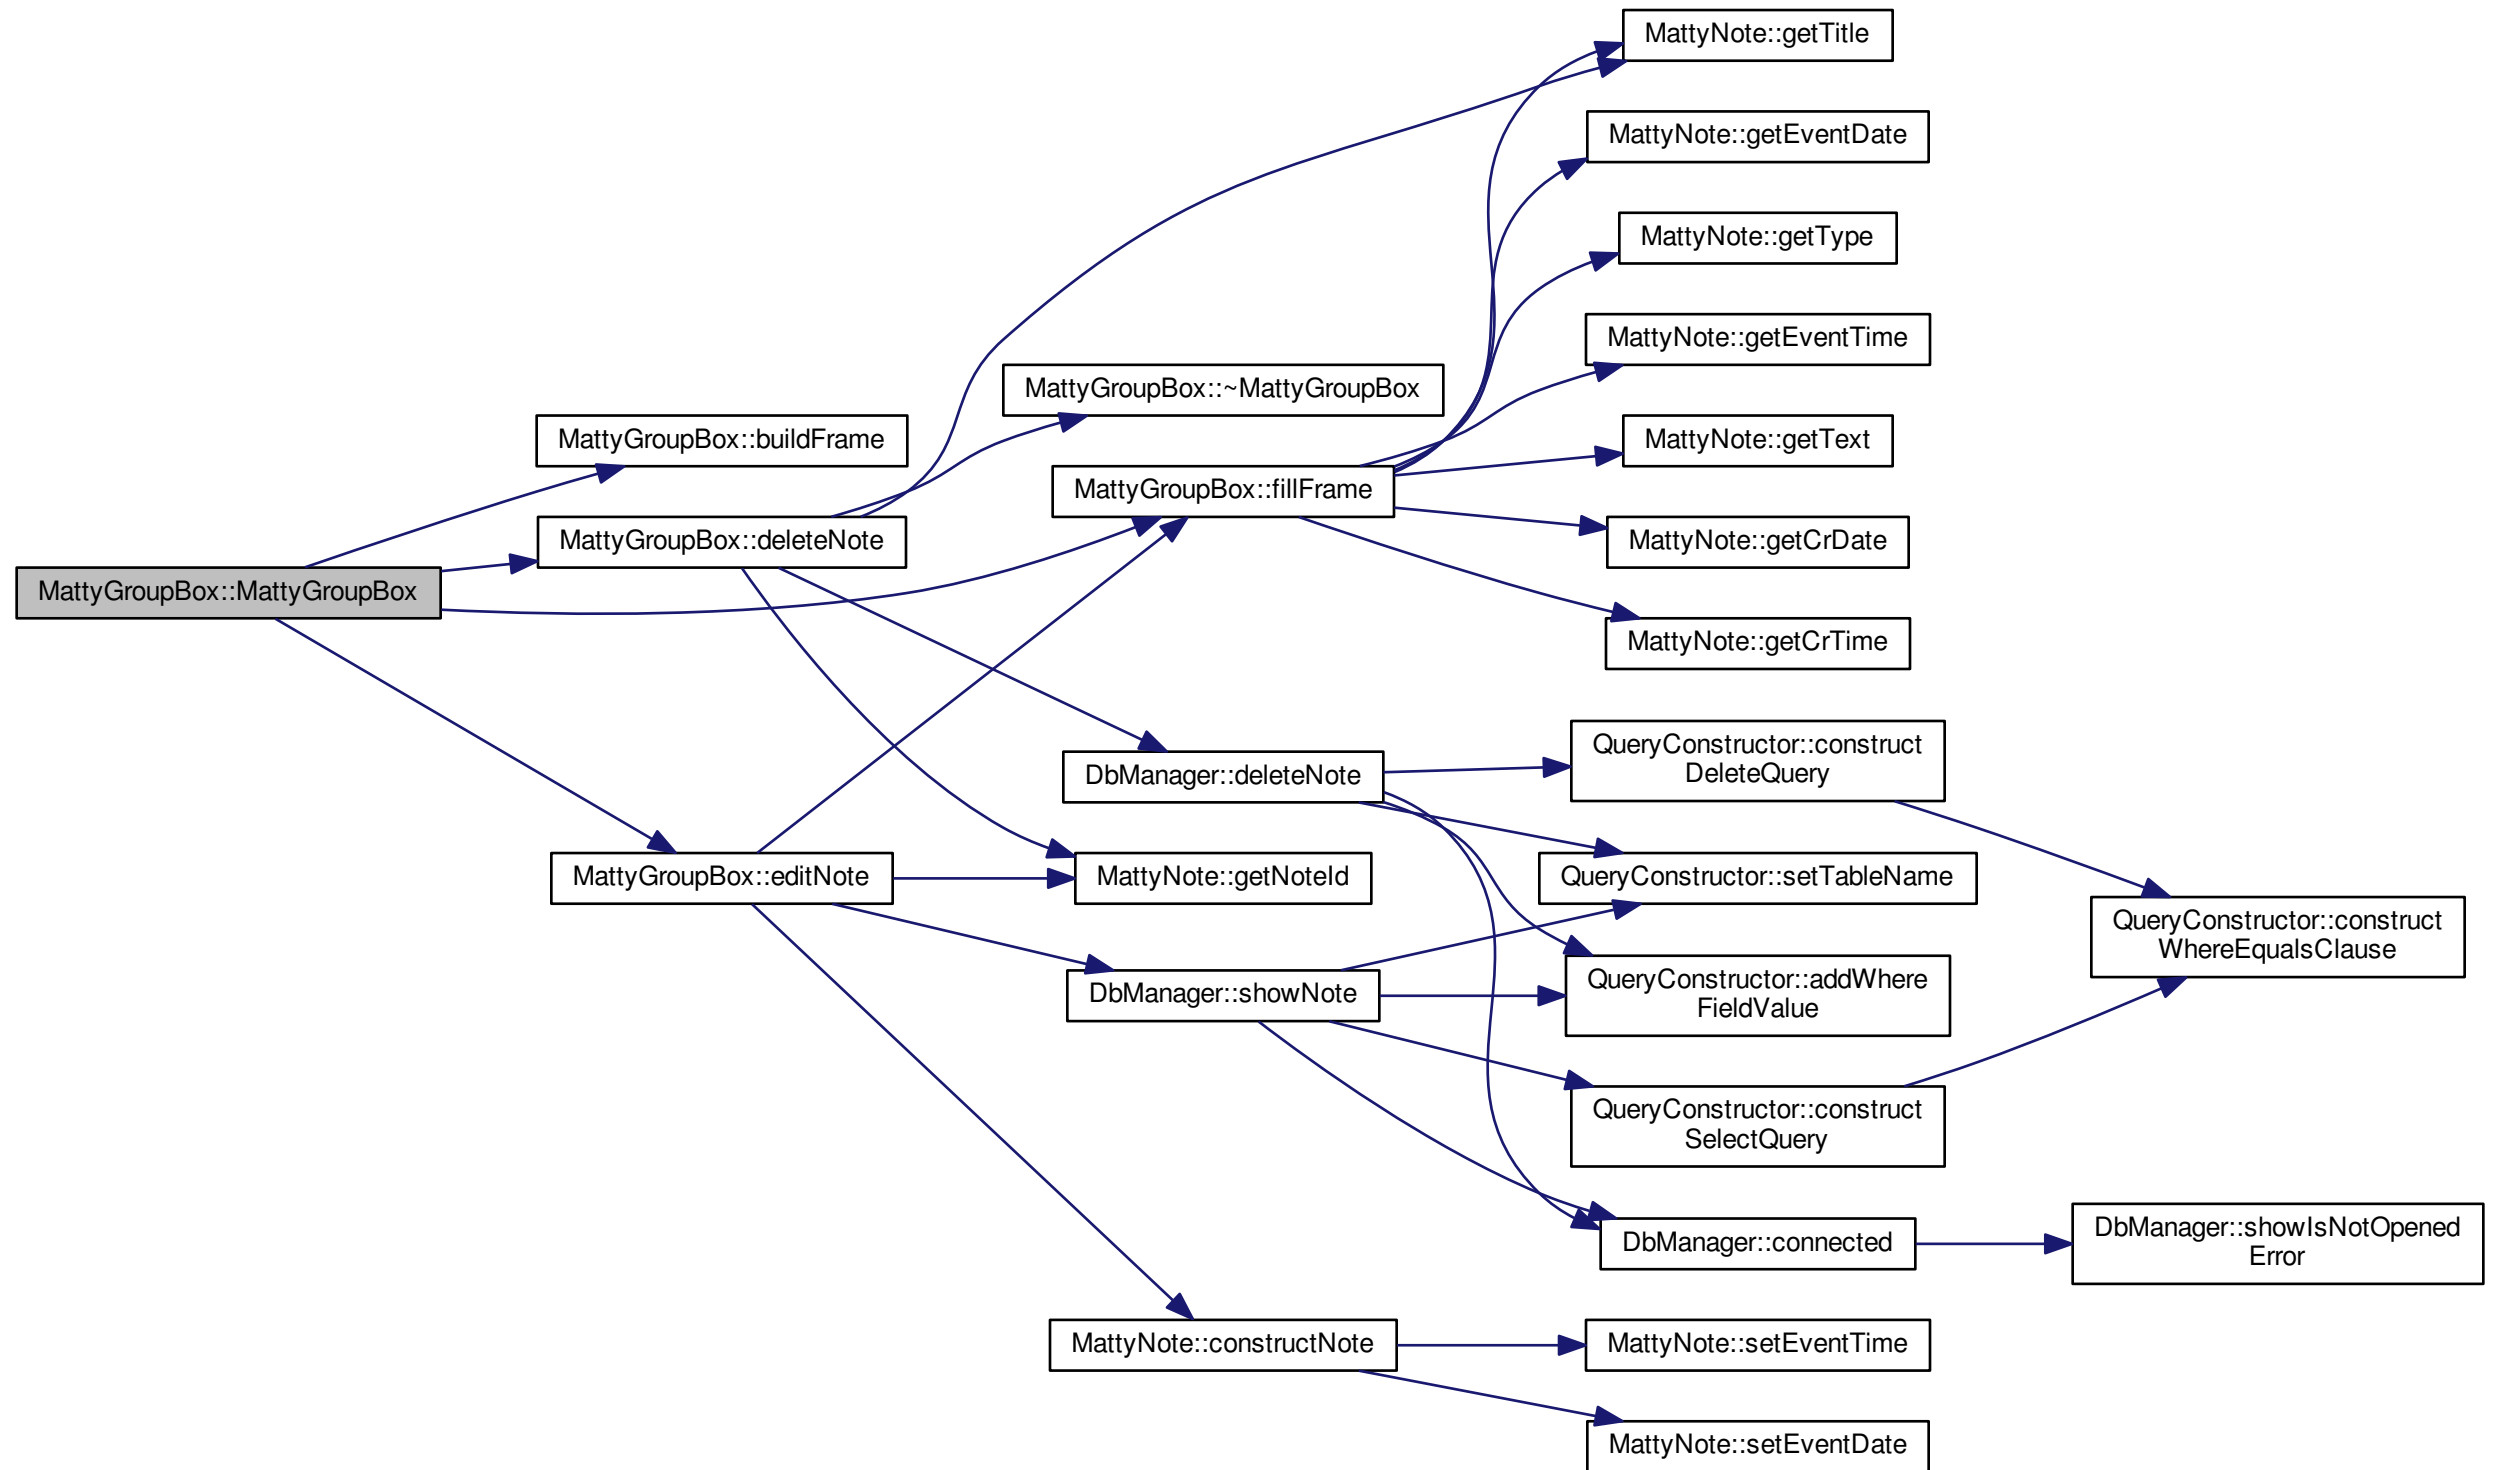 MattyNote::getTitle
MattyNote::getEventDate
MattyNote::getType
MattyNote::getEventTime
MattyGroupBox::~MattyGroupBox
MattyGroupBox::buildFrame
MattyNote::getText
MattyGroupBox::fillFrame
MattyGroupBox::deleteNote
MattyNote::getCrDate
MattyGroupBox::MattyGroupBox
MattyNote::getCrTime
QueryConstructor::construct
DeleteQuery
DbManager::deleteNote
MattyGroupBox::editNote
MattyNote::getNoteId
QueryConstructor::setTableName
QueryConstructor::construct
WhereEqualsClause
DbManager::showNote
QueryConstructor::addWhere
FieldValue
QueryConstructor::construct
SelectQuery
DbManager::connected
DbManager::showIsNotOpened
Error
MattyNote::constructNote
MattyNote::setEventTime
MattyNote::setEventDate